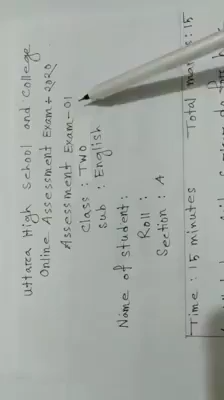 Uttara High School and College
Online Assessment Exam + 2020
Assessment Exam-01
Class : TWO
Sub : English
Name of student:
Roll :
Section : A
Time : 15 minutes Total marks : 15